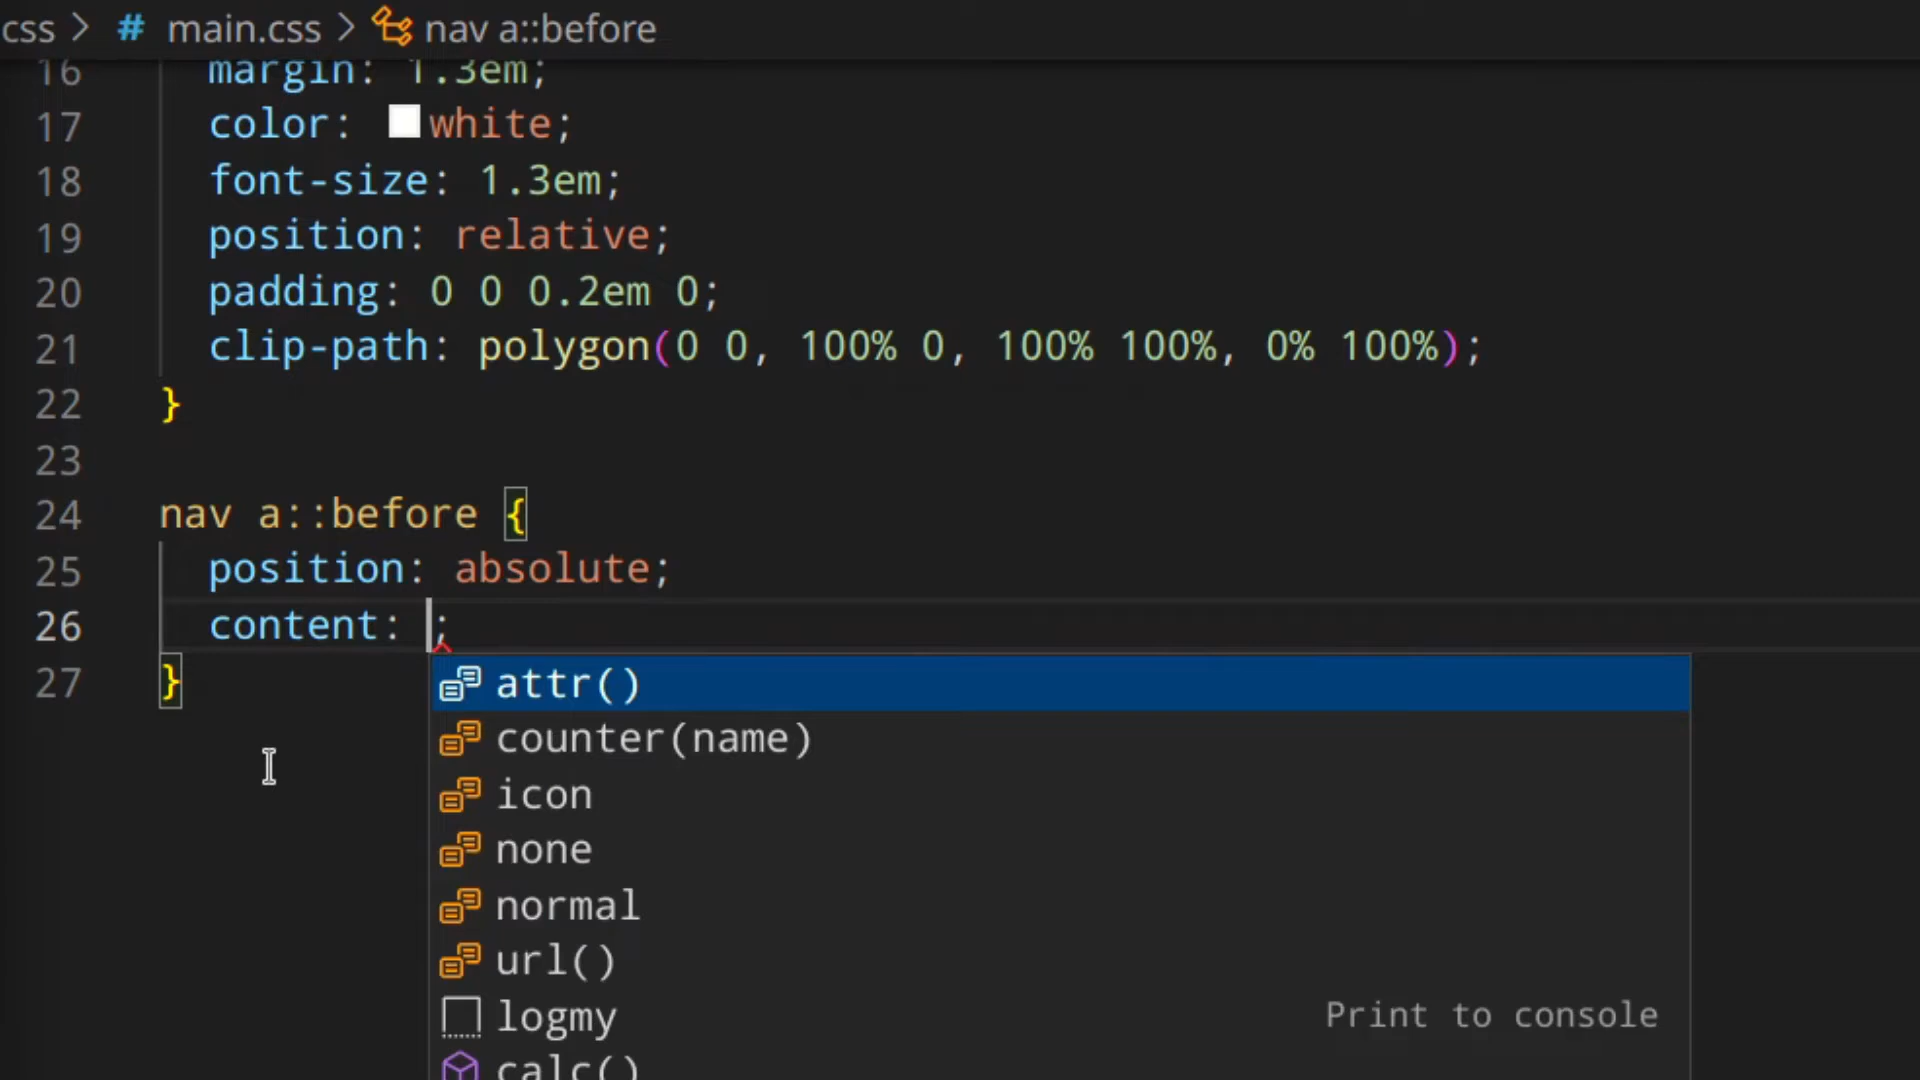 css > # main.css > nav a::before
16 margin: 1.3em;
17 color: white;
18 font-size: 1.3em;
19 position: relative;
20 padding: 0 0 0.2em 0;
21 clip-path: polygon(0 0, 100% 0, 100% 100%, 0% 100%);
22 }
23
24 nav a::before {
25 position: absolute;
26 content: ;
27 }
attr()
counter(name)
icon
none
normal
url()
logmy Print to console
calc()